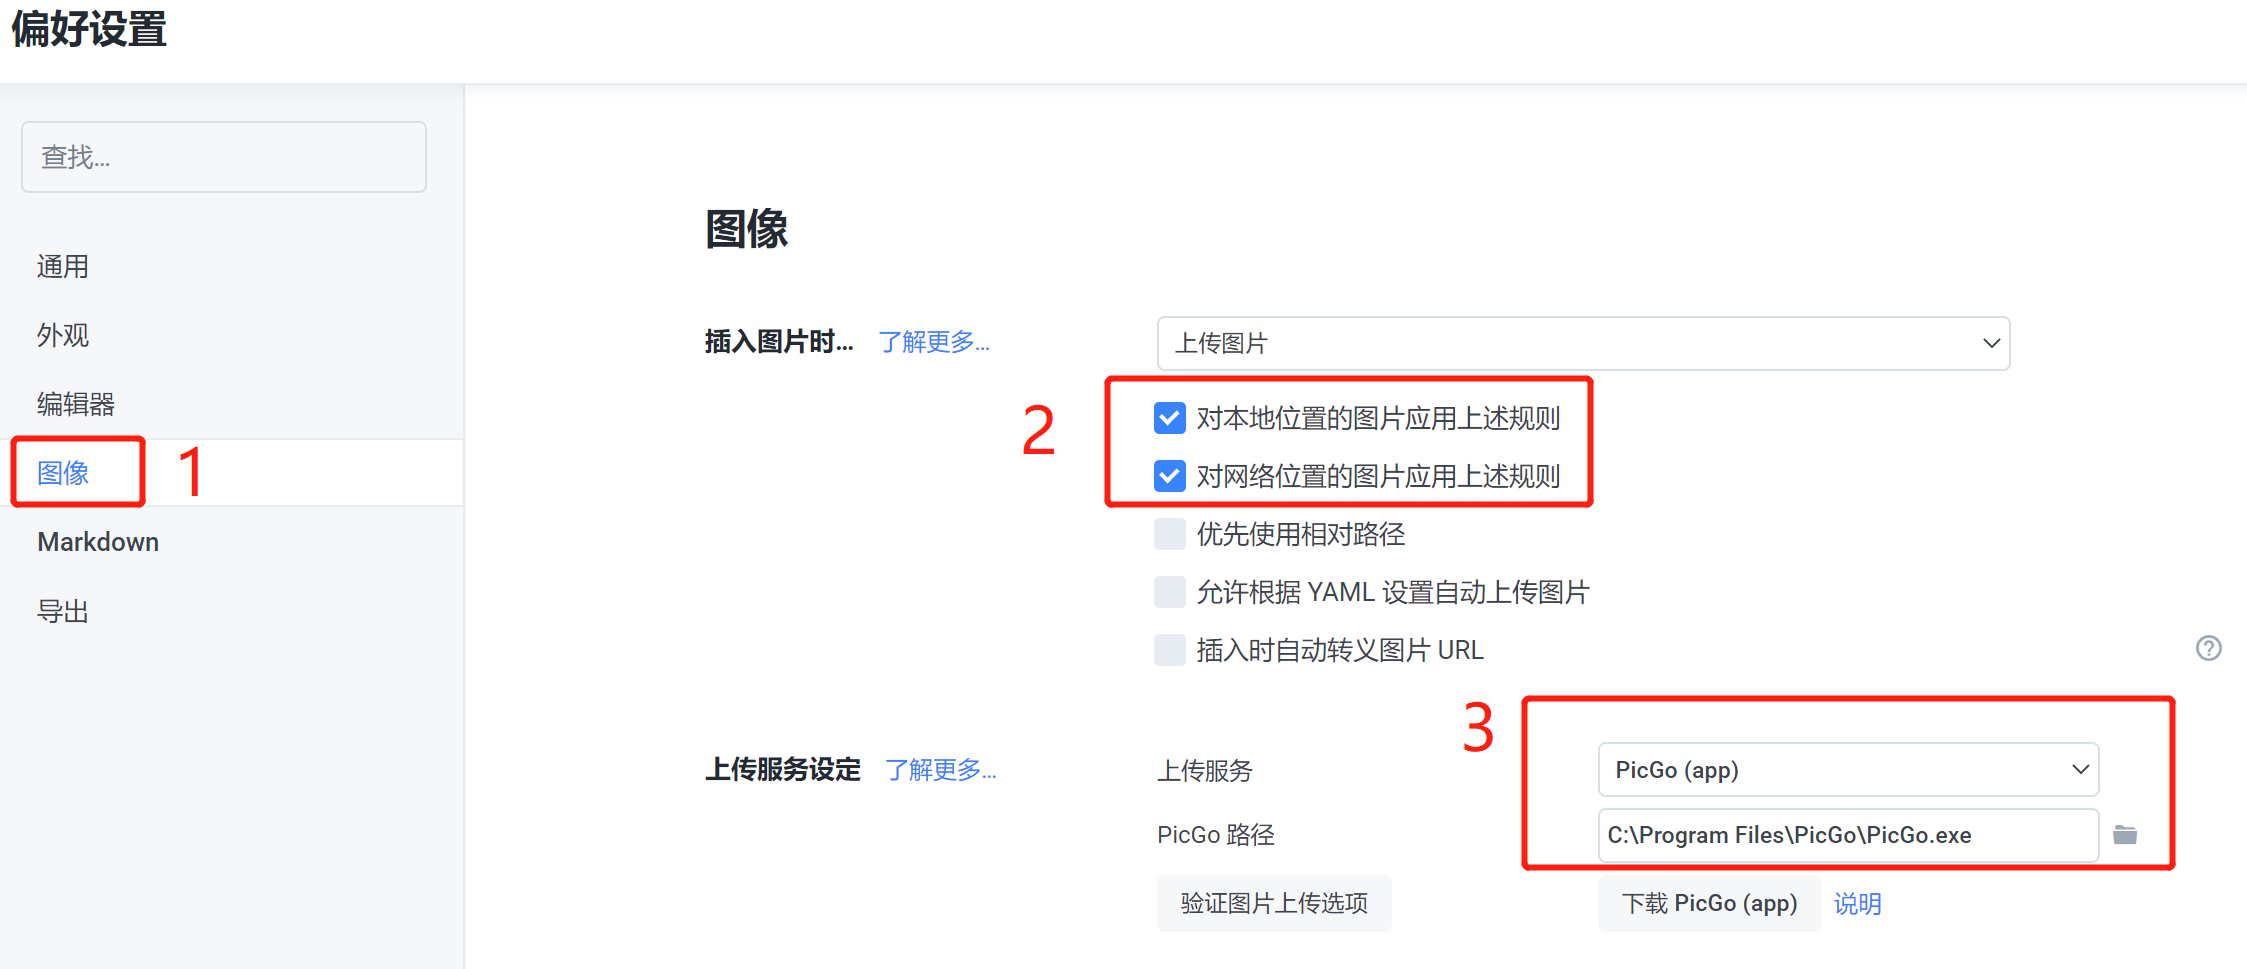 偏好设置
查找...
通用
外观
编辑器
图像
1
Markdown
导出
图像
插入图片时... 了解更多... 上传图片
2
对本地位置的图片应用上述规则
对网络位置的图片应用上述规则
优先使用相对路径
允许根据 YAML 设置自动上传图片
插入时自动转义图片 URL
?
3
上传服务设定 了解更多... 上传服务 PicGo (app)
PicGo 路径 C:\Program Files\PicGo\PicGo.exe
验证图片上传选项 下载 PicGo (app) 说明